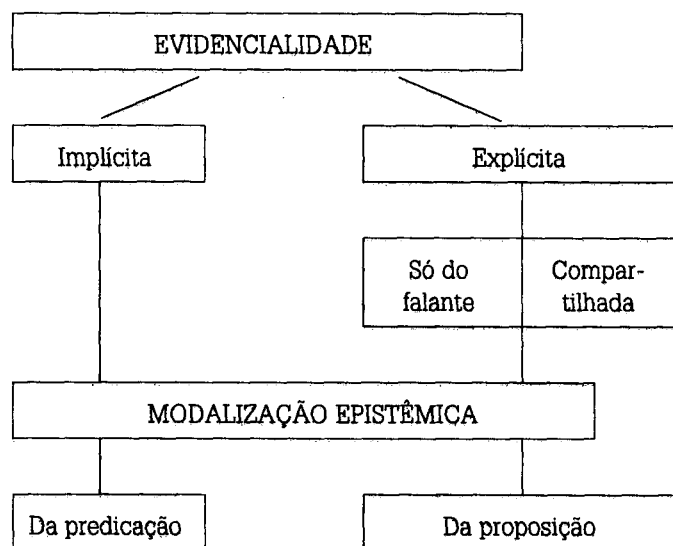 EVIDENCIALIDADE
Implícita
Explícita
Só do
falante
Compar-
tilhada
MODALIZAÇÃO EPISTÊMICA
Da predicação
Da proposição